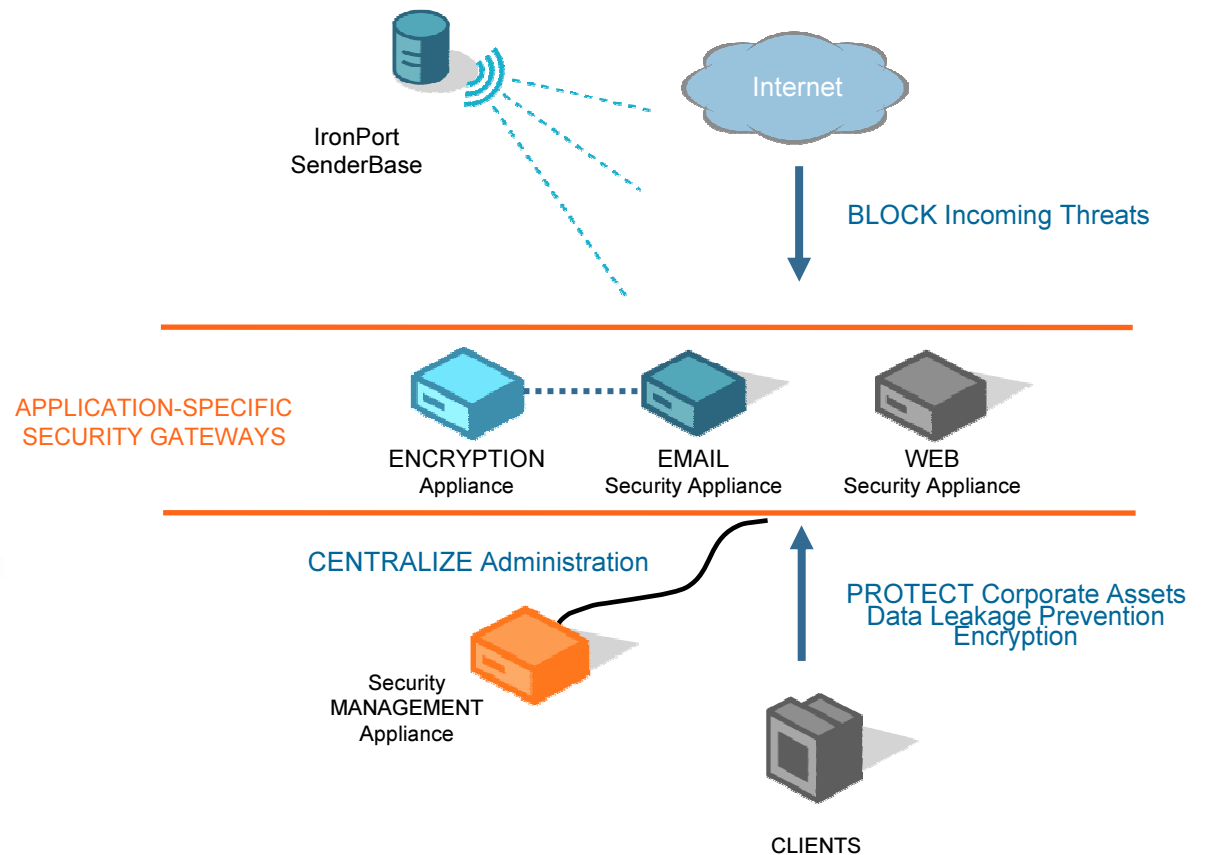 Internet
IronPort
SenderBase
BLOCK Incoming Threats
APPLICATION-SPECIFIC
SECURITY GATEWAYS
ENCRYPTION
Appliance
EMAIL
Security Appliance
WEB
Security Appliance
CENTRALIZE Administration
PROTECT Corporate Assets
Data Leakage Prevention
Encryption
Security
MANAGEMENT
Appliance
CLIENTS